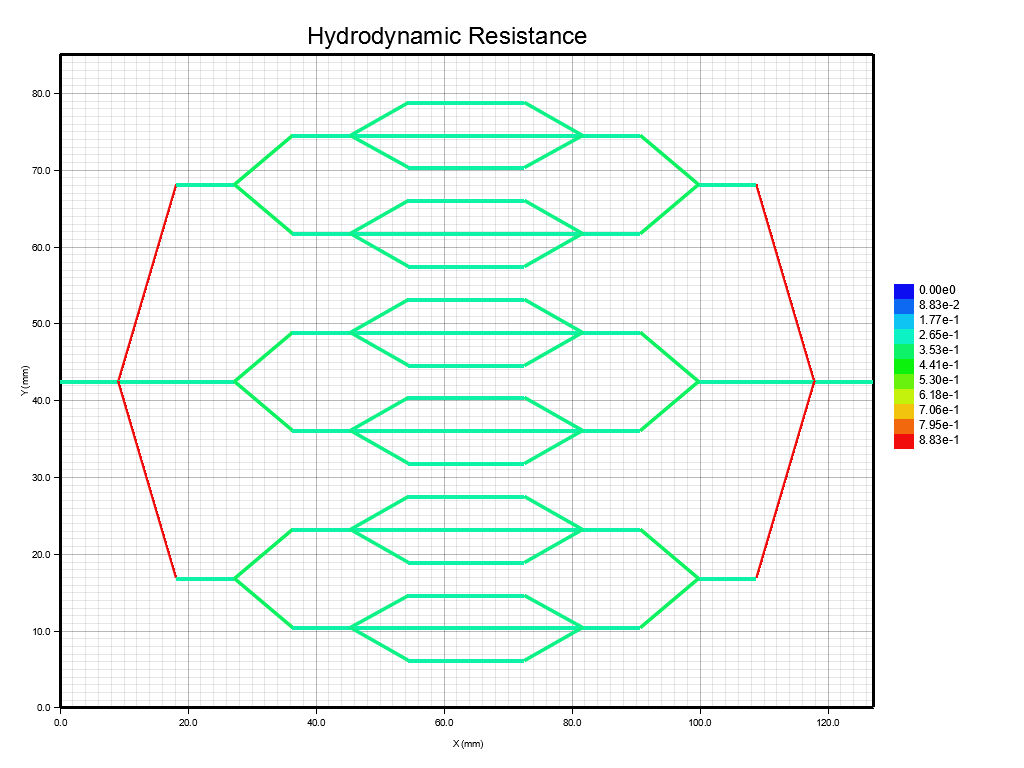 Hydrodynamic Resistance
80.0
70.0
60.0
50.0
40.0
30.0
20.0
10.0
0.0
Y (mm)
0.0 20.0 40.0 60.0 80.0 100.0 120.0
X (mm)
0.00e0
8.83e-2
1.77e-1
2.65e-1
3.53e-1
4.41e-1
5.30e-1
6.18e-1
7.06e-1
7.95e-1
8.83e-1